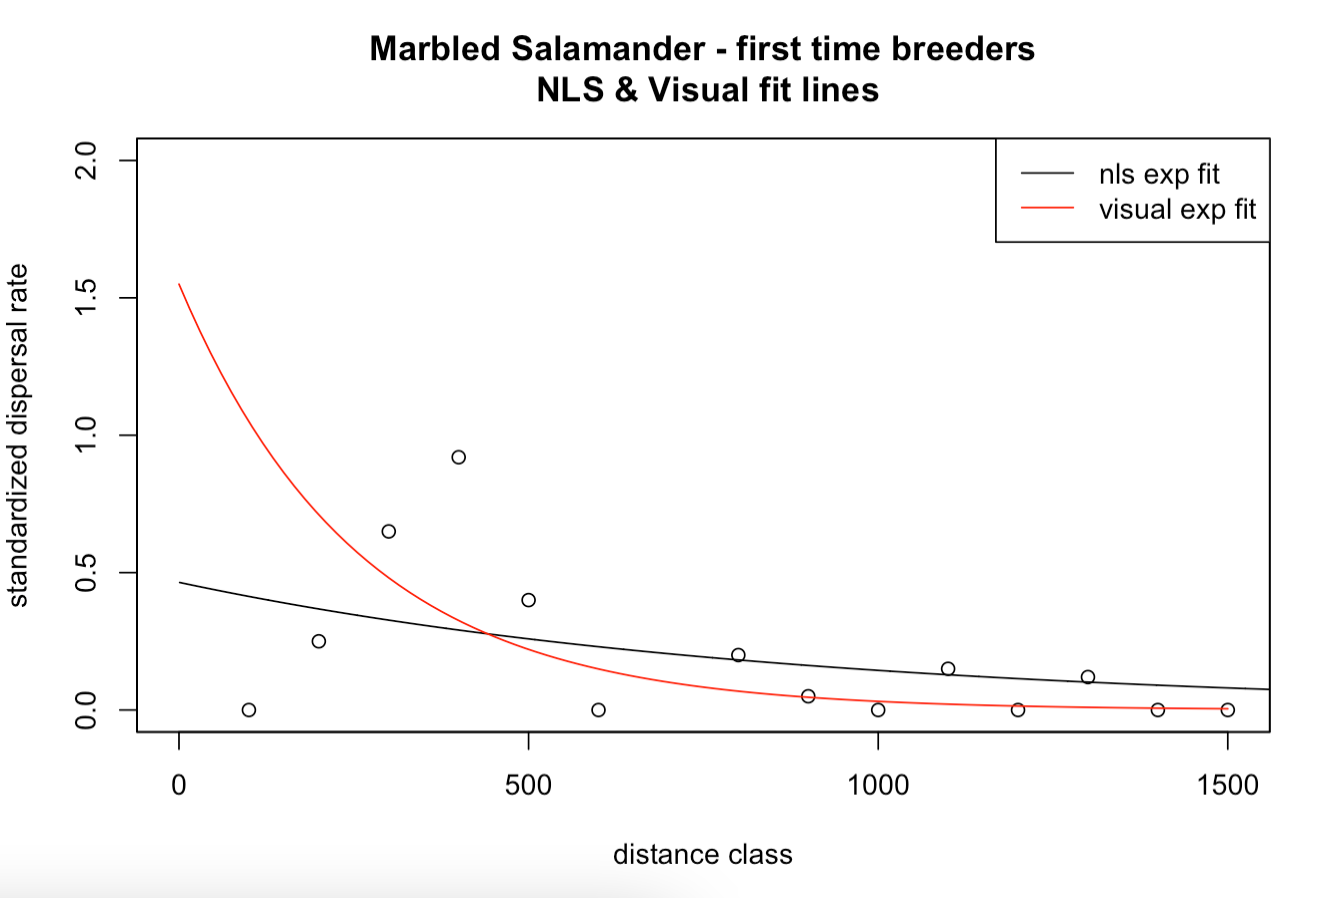 Marbled Salamander - first time breeders
NLS & Visual fit lines
nls exp fit
visual exp fit
standardized dispersal rate
2.0
1.5
1.0
0.5
0.0
0
500
1000
1500
distance class